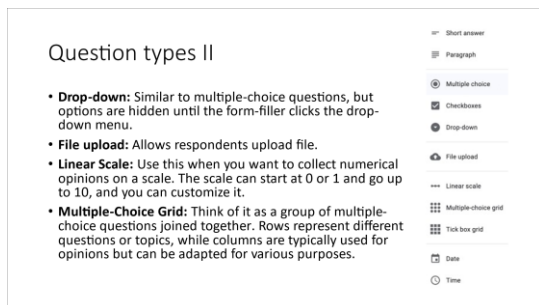 Question types II
• Drop-down: Similar to multiple-choice questions, but
options are hidden until the form-filler clicks the drop-
down menu.
• File upload: Allows respondents upload file.
• Linear Scale: Use this when you want to collect numerical
opinions on a scale. The scale can start at 0 or 1 and go up
to 10, and you can customize it.
• Multiple-Choice Grid: Think of it as a group of multiple-
choice questions joined together. Rows represent different
questions or topics, while columns are typically used for
opinions but can be adapted for various purposes.
Short answer
Paragraph
Multiple choice
Checkboxes
Drop-down
File upload
Linear scale
Multiple-choice grid
Tick box grid
Date
Time